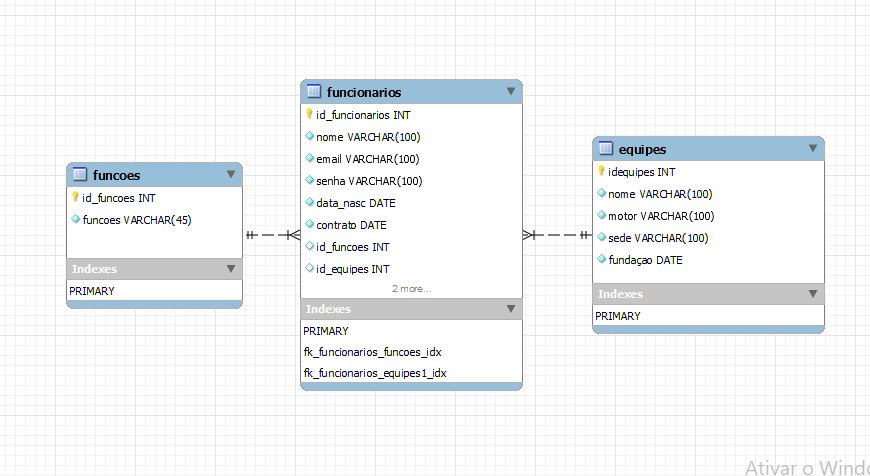 funcoes
id_funcoes INT
funcoes VARCHAR(45)
Indexes
PRIMARY
funcionarios
id_funcionarios INT
nome VARCHAR(100)
email VARCHAR(100)
senha VARCHAR(100)
data_nasc DATE
contrato DATE
id_funcoes INT
id_equipes INT
2 more...
Indexes
PRIMARY
fk_funcionarios_funcoes_idx
fk_funcionarios_equipes1_idx
equipes
idequipes INT
nome VARCHAR(100)
motor VARCHAR(100)
sede VARCHAR(100)
fundaçao DATE
Indexes
PRIMARY
Ativar o Windo